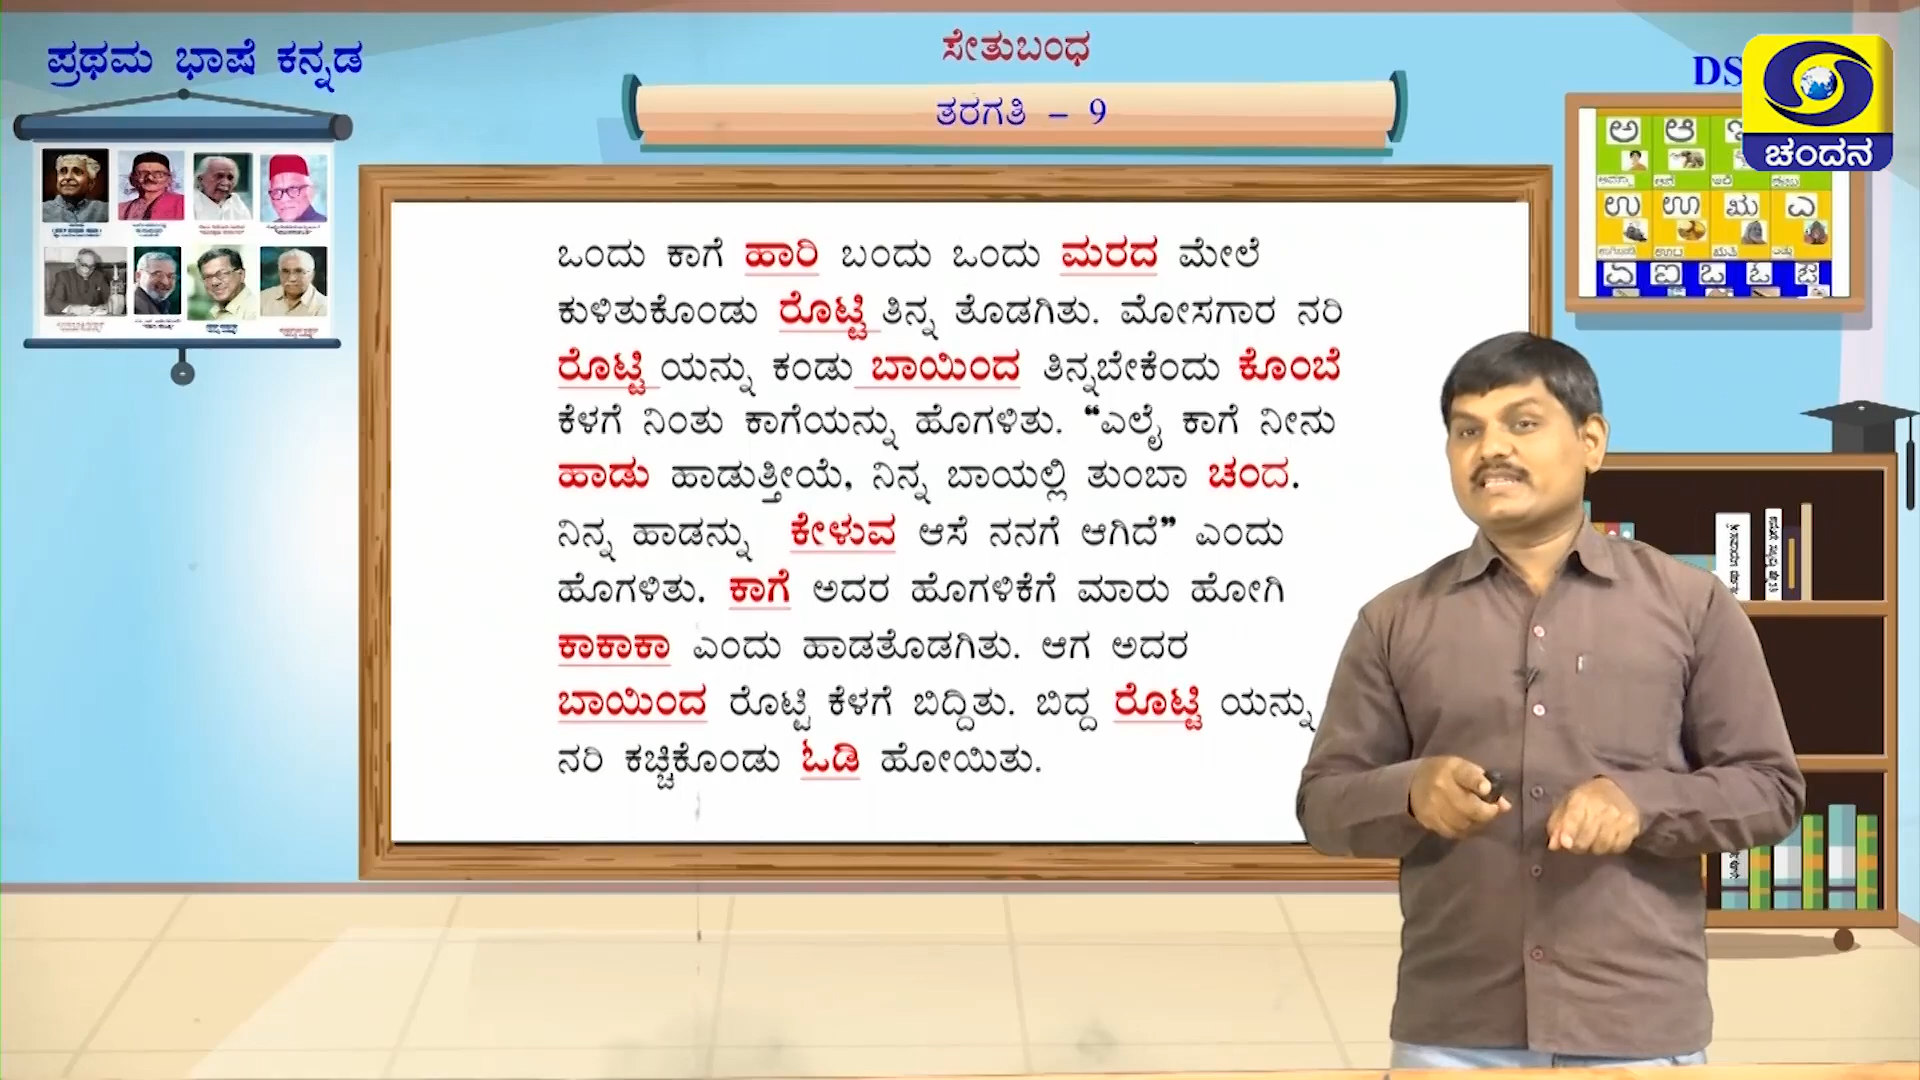 ಪ್ರಥಮ ಭಾಷೆ ಕನ್ನಡ
ಸೇತುಬಂಧ
ತರಗತಿ – 9
DS
ಚಂದನ
ಒಂದು ಕಾಗೆ ಹಾರಿ ಬಂದು ಒಂದು ಮರದ ಮೇಲೆ
ಕುಳಿತುಕೊಂಡು ರೊಟ್ಟಿ ತಿನ್ನ ತೊಡಗಿತು. ಮೋಸಗಾರ ನರಿ
ರೊಟ್ಟಿ ಯನ್ನು ಕಂಡು ಬಾಯಿಂದ ತಿನ್ನಬೇಕೆಂದು ಕೊಂಬೆ
ಕೆಳಗೆ ನಿಂತು ಕಾಗೆಯನ್ನು ಹೊಗಳಿತು. “ಎಲೈ ಕಾಗೆ ನೀನು
ಹಾಡು ಹಾಡುತ್ತೀಯೆ, ನಿನ್ನ ಬಾಯಲ್ಲಿ ತುಂಬಾ ಚಂದ.
ನಿನ್ನ ಹಾಡನ್ನು ಕೇಳುವ ಆಸೆ ನನಗೆ ಆಗಿದೆ” ಎಂದು
ಹೊಗಳಿತು. ಕಾಗೆ ಅದರ ಹೊಗಳಿಕೆಗೆ ಮಾರು ಹೋಗಿ
ಕಾಕಾಕಾ ಎಂದು ಹಾಡತೊಡಗಿತು. ಆಗ ಅದರ
ಬಾಯಿಂದ ರೊಟ್ಟಿ ಕೆಳಗೆ ಬಿದ್ದಿತು. ಬಿದ್ದ ರೊಟ್ಟಿ ಯನ್ನು
ನರಿ ಕಚ್ಚಿಕೊಂಡು ಓಡಿ ಹೋಯಿತು.
ಅ ಆ
ಉ ಊ ಋ ಎ
ಏ ಐ ಒ ಓ ಔ